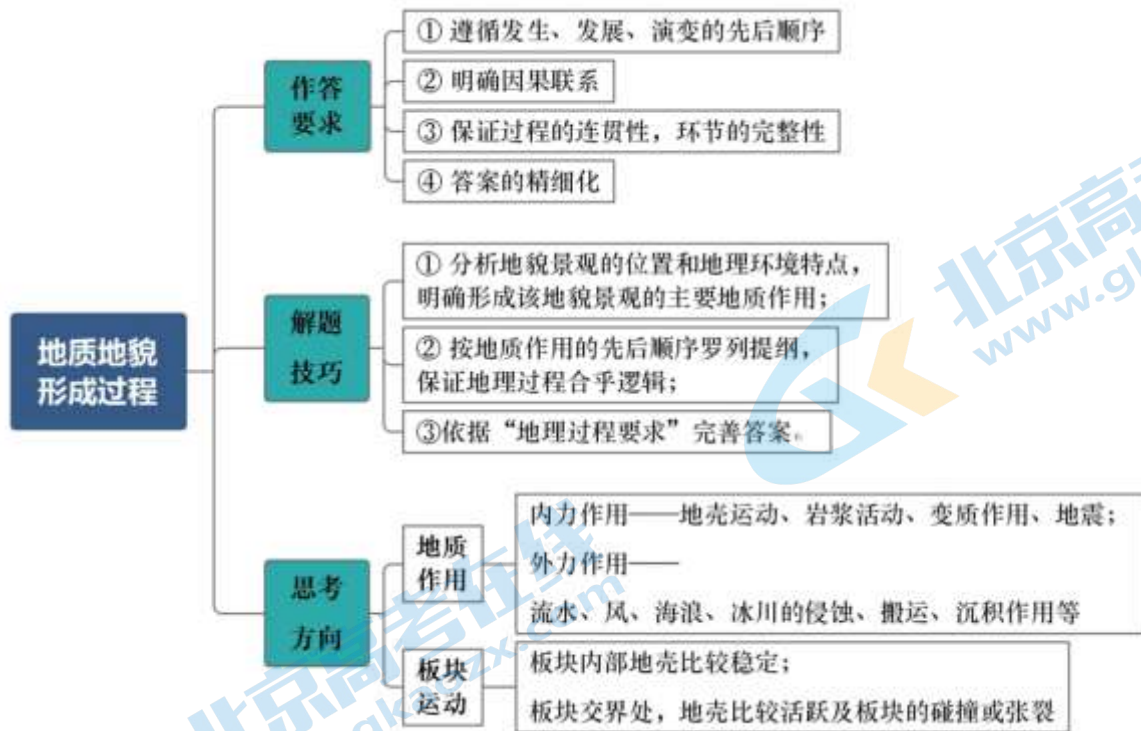 地质地貌
形成过程
作答
要求
① 遵循发生、发展、演变的先后顺序
② 明确因果联系
③ 保证过程的连贯性，环节的完整性
④ 答案的精细化
解题
技巧
① 分析地貌景观的位置和地理环境特点，
明确形成该地貌景观的主要地质作用；
② 按地质作用的先后顺序罗列提纲，
保证地理过程合乎逻辑；
③依据“地理过程要求”完善答案。
思考
方向
地质
作用
内力作用——地壳运动、岩浆活动、变质作用、地震；
外力作用——
流水、风、海浪、冰川的侵蚀、搬运、沉积作用等
板块
运动
板块内部地壳比较稳定；
板块交界处，地壳比较活跃及板块的碰撞或张裂
北京高考在线